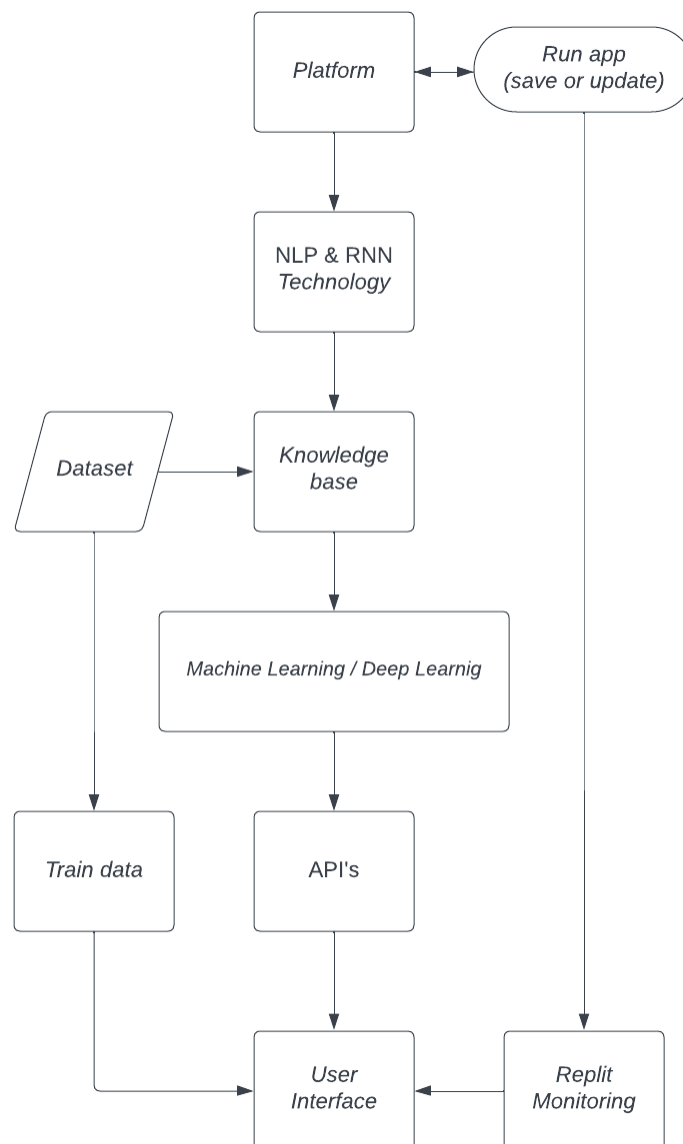 Platform
Run app
(save or update)
NLP & RNN
Technology
Dataset
Knowledge
base
Machine Learning / Deep Learnig
Train data
API's
User
Interface
Replit
Monitoring